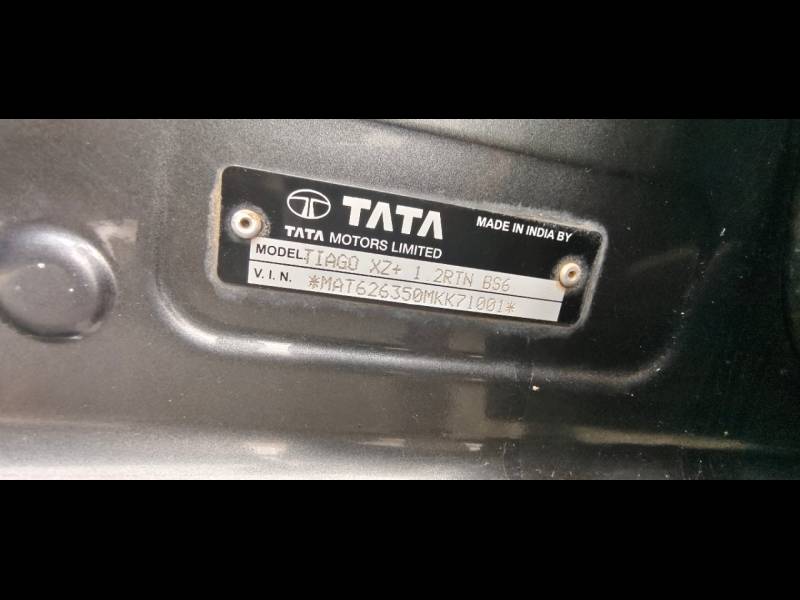 TATA
MADE IN INDIA BY
TATA MOTORS LIMITED
MODEL TIAGO XZ+ 1 2RTN BS6
V.I.N. *MAT626350MKK71001*